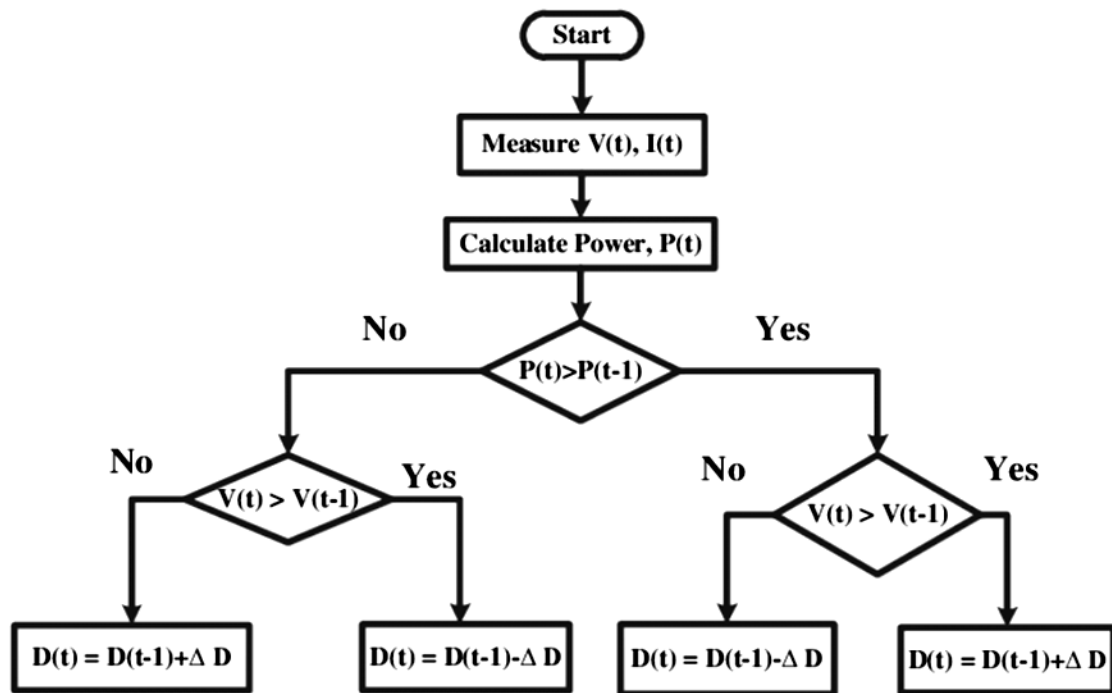 Start
Measure V(t), I(t)
Calculate Power, P(t)
No
Yes
P(t)>P(t-1)
No
Yes
No
Yes
V(t) > V(t-1)
V(t) > V(t-1)
D(t) = D(t-1)+Δ D
D(t) = D(t-1)-Δ D
D(t) = D(t-1)-Δ D
D(t) = D(t-1)+Δ D